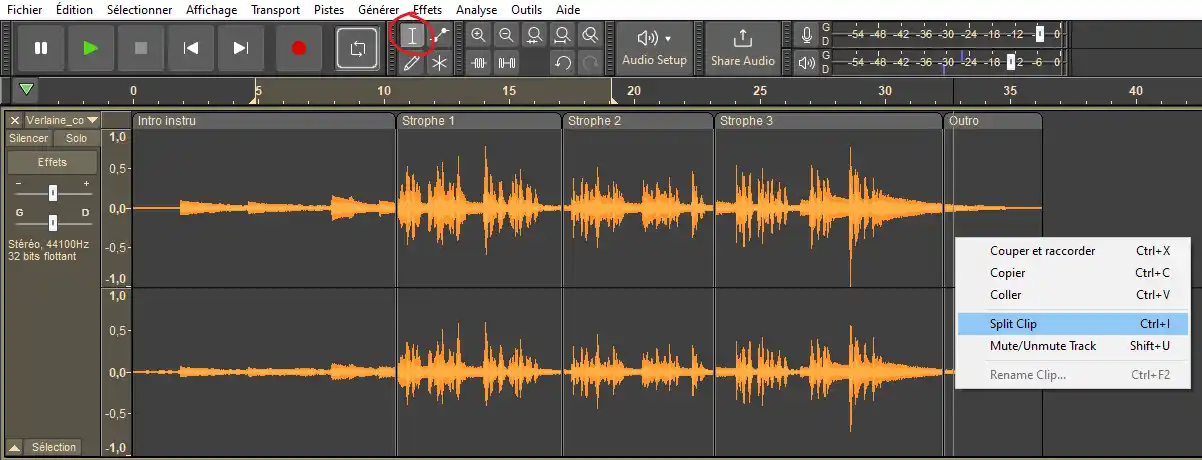 Fichier Édition Sélectionner Affichage Transport Pistes Générer Effets Analyse Outils Aide
G -54 -48 -42 -36 -30 -24 -18 -12 -6 0
D
Audio Setup Share Audio
G -54 -48 -42 -36 -30 -24 -18 -12 -6 0
D
0 5 10 15 20 25 30 35 40
Verlaine_co Intro instru Strophe 1 Strophe 2 Strophe 3 Outro
Silencer Solo
Effets
- +
G D
Stéréo, 44100Hz
32 bits flottant
Sélection
1,0
0,5
0,0
-0,5
-1,0
1,0
0,5
0,0
-0,5
-1,0
Couper et raccorder Ctrl+X
Copier Ctrl+C
Coller Ctrl+V
Split Clip Ctrl+I
Mute/Unmute Track Shift+U
Rename Clip... Ctrl+F2